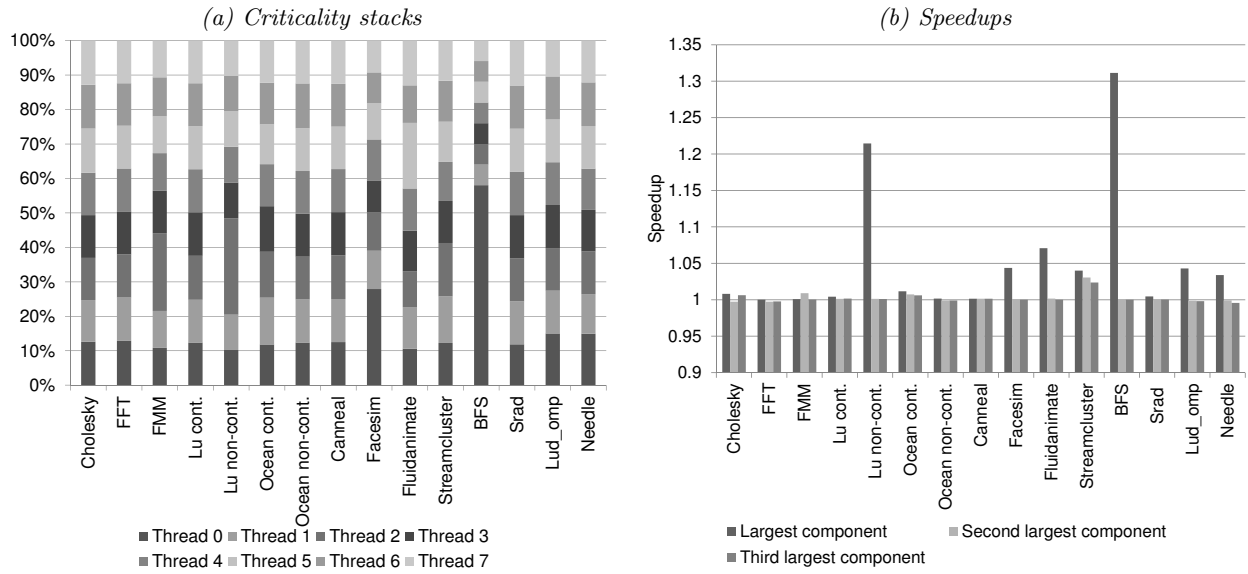 (a) Criticality stacks
100%
90%
80%
70%
60%
50%
40%
30%
20%
10%
0%
Cholesky
FFT
FMM
Lu cont.
Lu non-cont.
Ocean cont.
Ocean non-cont.
Canneal
Facesim
Fluidanimate
Streamcluster
BFS
Srad
Lud_omp
Needle
Thread 0 Thread 1 Thread 2 Thread 3
Thread 4 Thread 5 Thread 6 Thread 7
(b) Speedups
Speedup
1.35
1.3
1.25
1.2
1.15
1.1
1.05
1
0.95
0.9
Cholesky
FFT
FMM
Lu cont.
Lu non-cont.
Ocean cont.
Ocean non-cont.
Canneal
Facesim
Fluidanimate
Streamcluster
BFS
Srad
Lud_omp
Needle
Largest component Second largest component
Third largest component